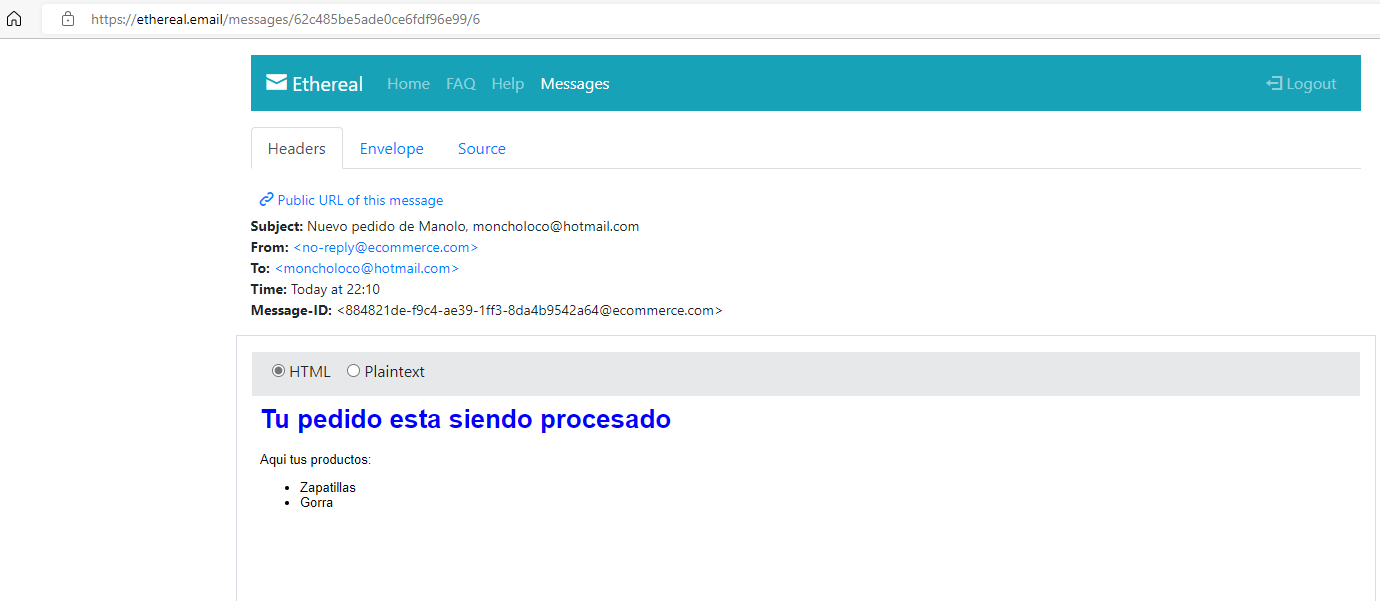 https://ethereal.email/messages/62c485be5ade0ce6fdf96e99/6
Ethereal Home FAQ Help Messages Logout
Headers Envelope Source
Public URL of this message
Subject: Nuevo pedido de Manolo, moncholoco@hotmail.com
From: <no-reply@ecommerce.com>
To: <moncholoco@hotmail.com>
Time: Today at 22:10
Message-ID: <884821de-f9c4-ae39-1ff3-8da4b9542a64@ecommerce.com>
HTML Plaintext
Tu pedido esta siendo procesado
Aqui tus productos:
• Zapatillas
• Gorra